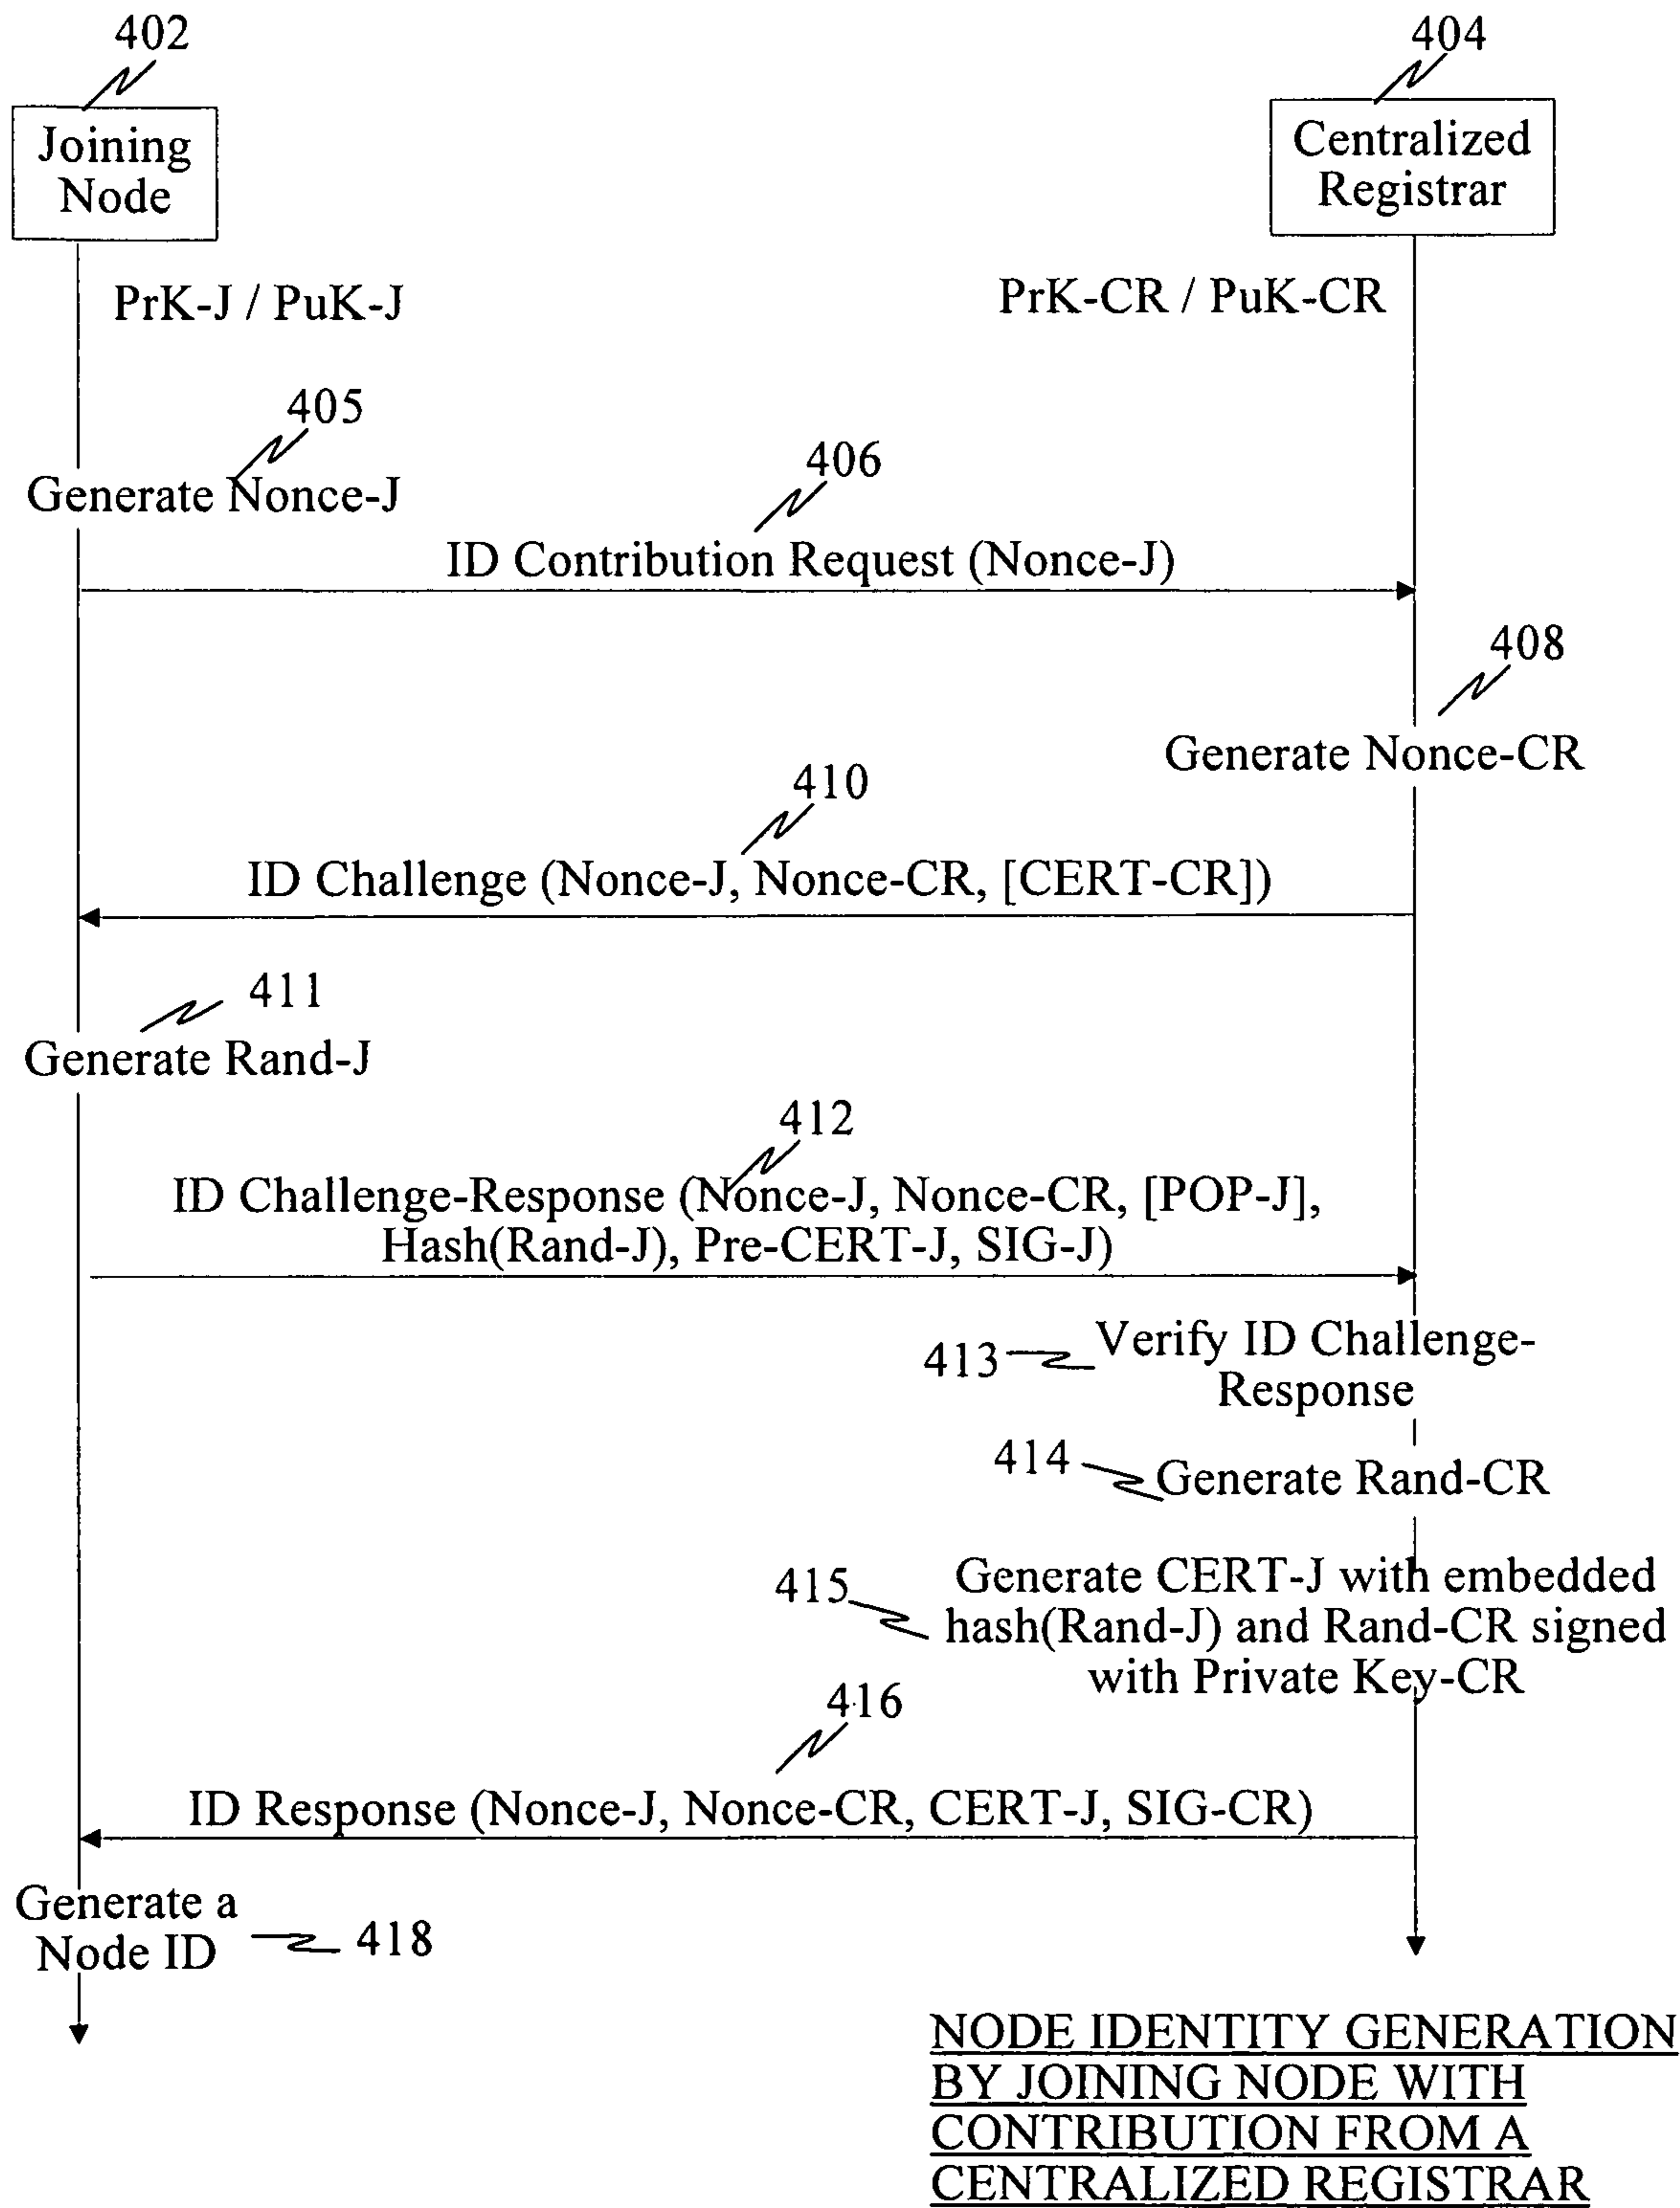 402
404
Joining
Node
Centralized
Registrar
PrK-J / PuK-J
PrK-CR / PuK-CR
405
Generate Nonce-J
406
ID Contribution Request (Nonce-J)
408
Generate Nonce-CR
410
ID Challenge (Nonce-J, Nonce-CR, [CERT-CR])
411
Generate Rand-J
412
ID Challenge-Response (Nonce-J, Nonce-CR, [POP-J],
Hash(Rand-J), Pre-CERT-J, SIG-J)
413
Verify ID Challenge-
Response
414
Generate Rand-CR
415
Generate CERT-J with embedded
hash(Rand-J) and Rand-CR signed
with Private Key-CR
416
ID Response (Nonce-J, Nonce-CR, CERT-J, SIG-CR)
Generate a
Node ID
418
NODE IDENTITY GENERATION
BY JOINING NODE WITH
CONTRIBUTION FROM A
CENTRALIZED REGISTRAR